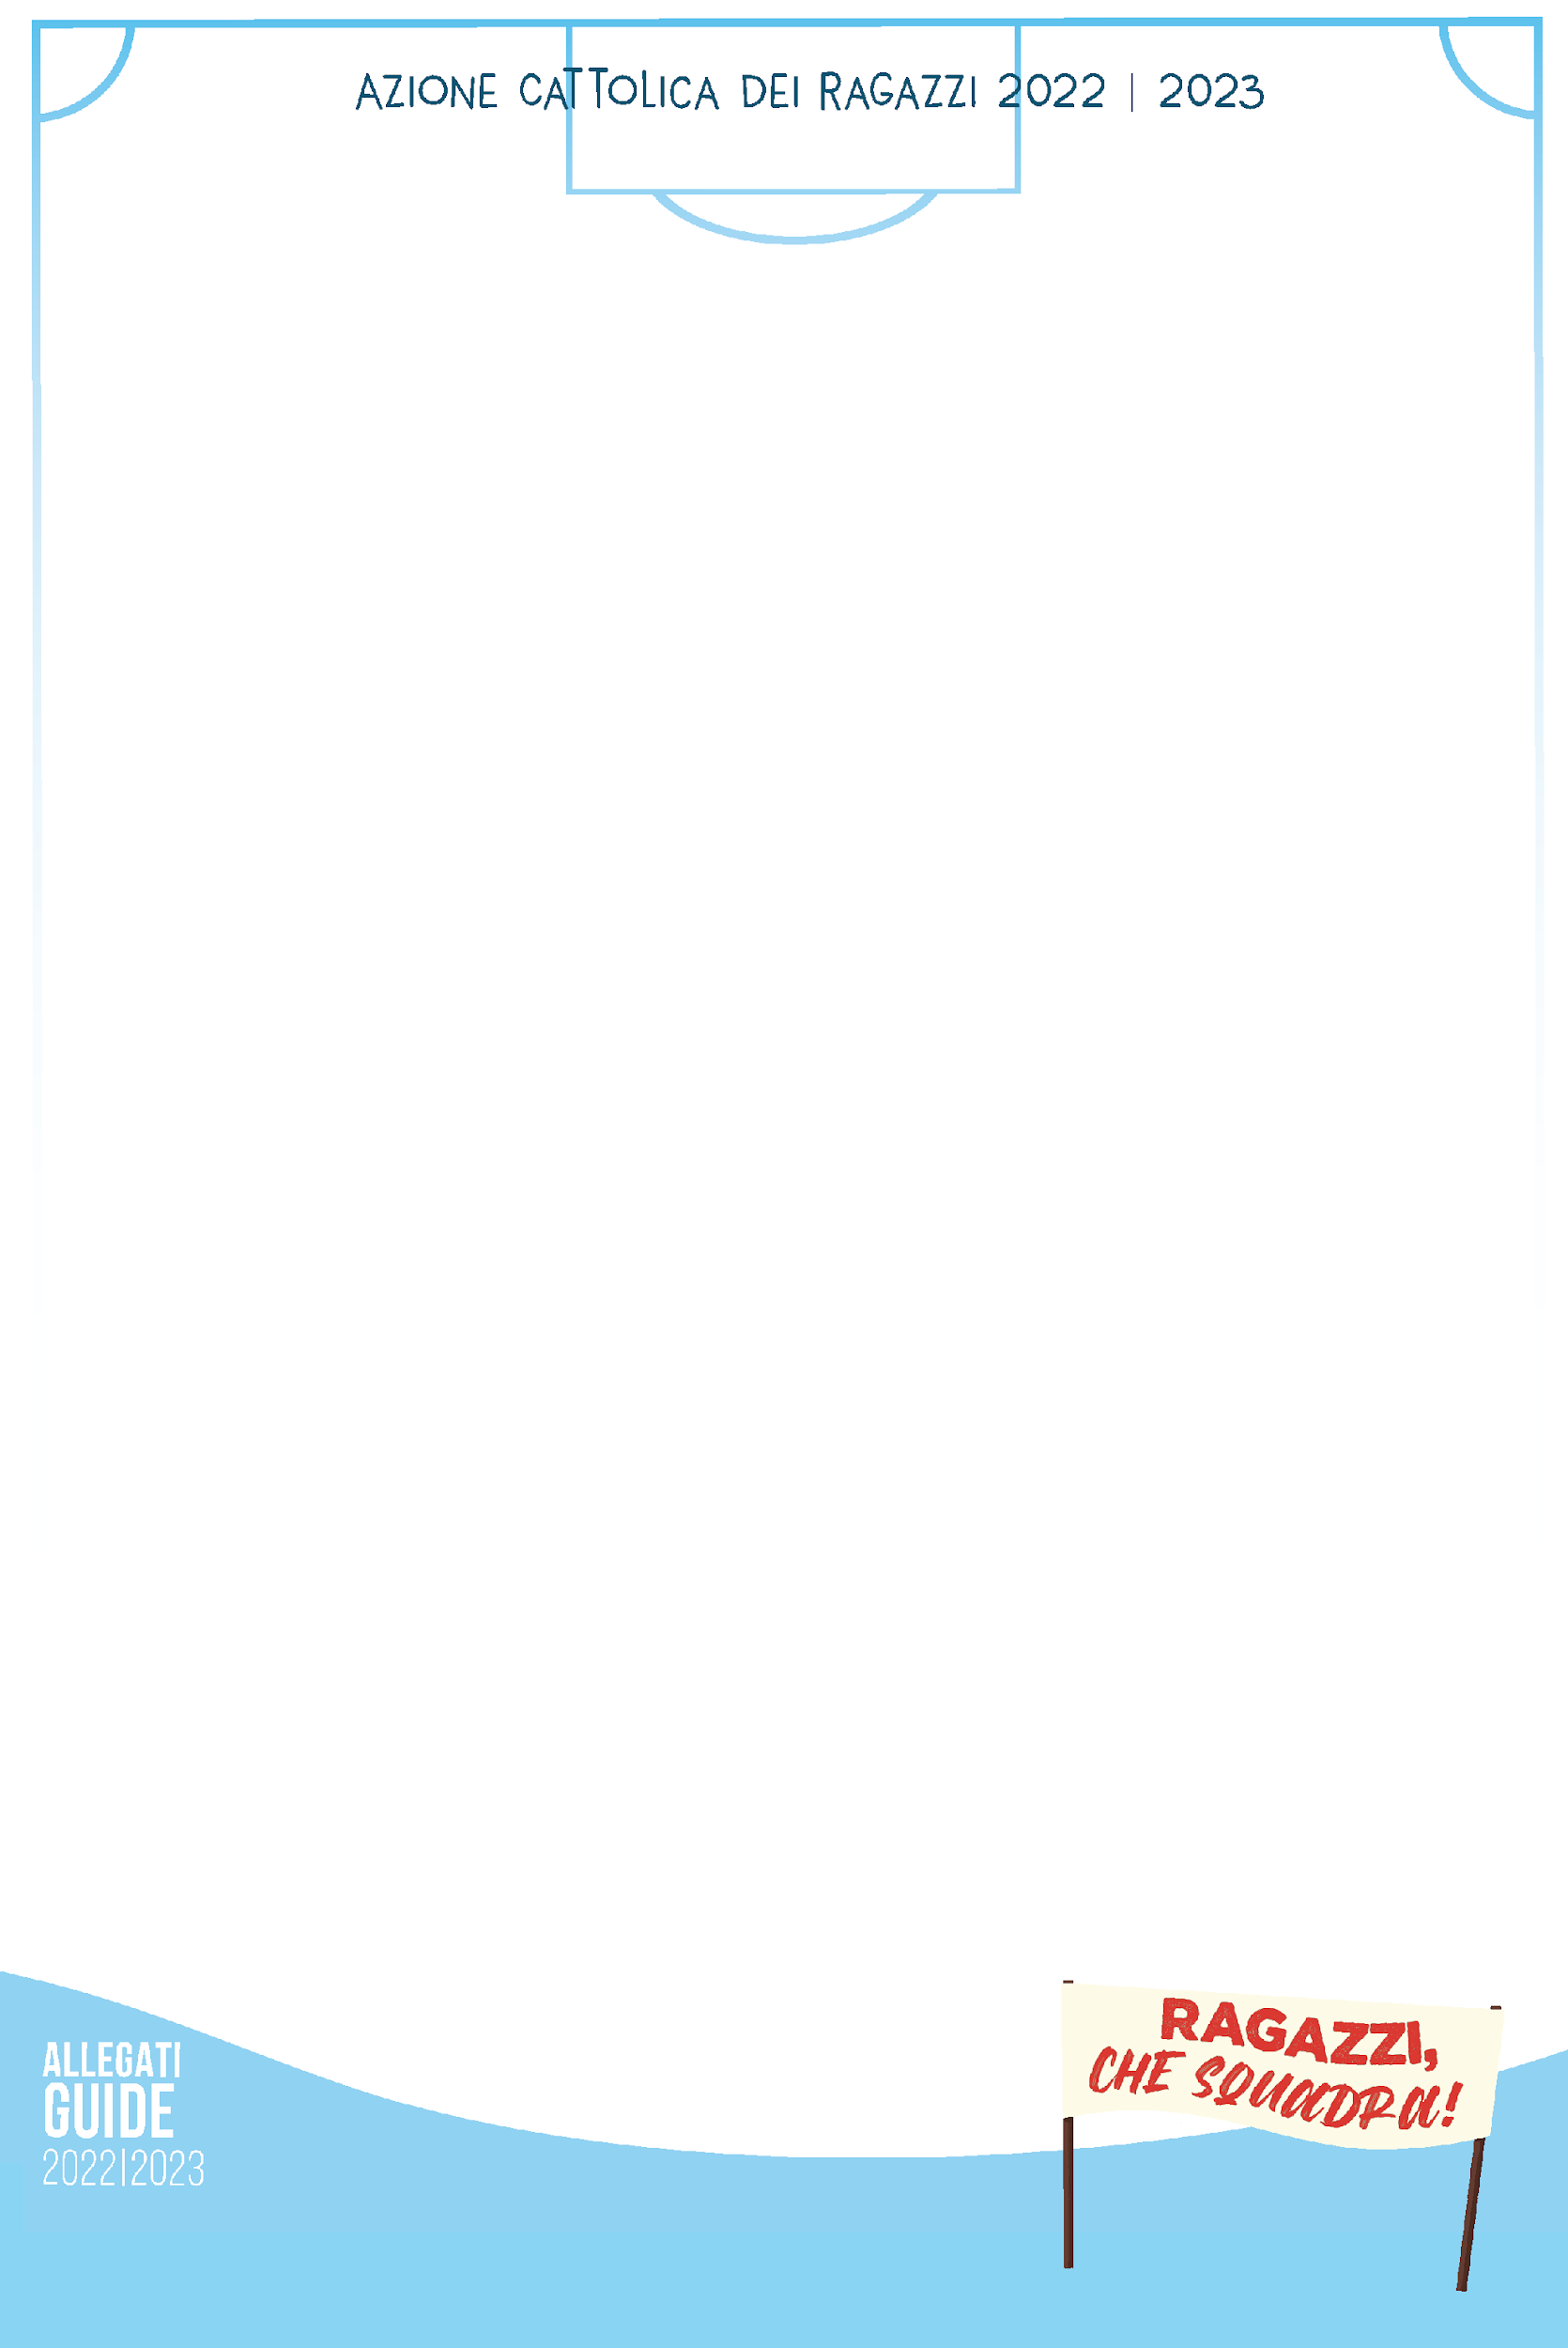 AZIONE CATTOLICA DEI RAGAZZI 2022 | 2023
ALLEGATI
GUIDE
2022|2023
RAGAZZI,
CHE SQUADRA!